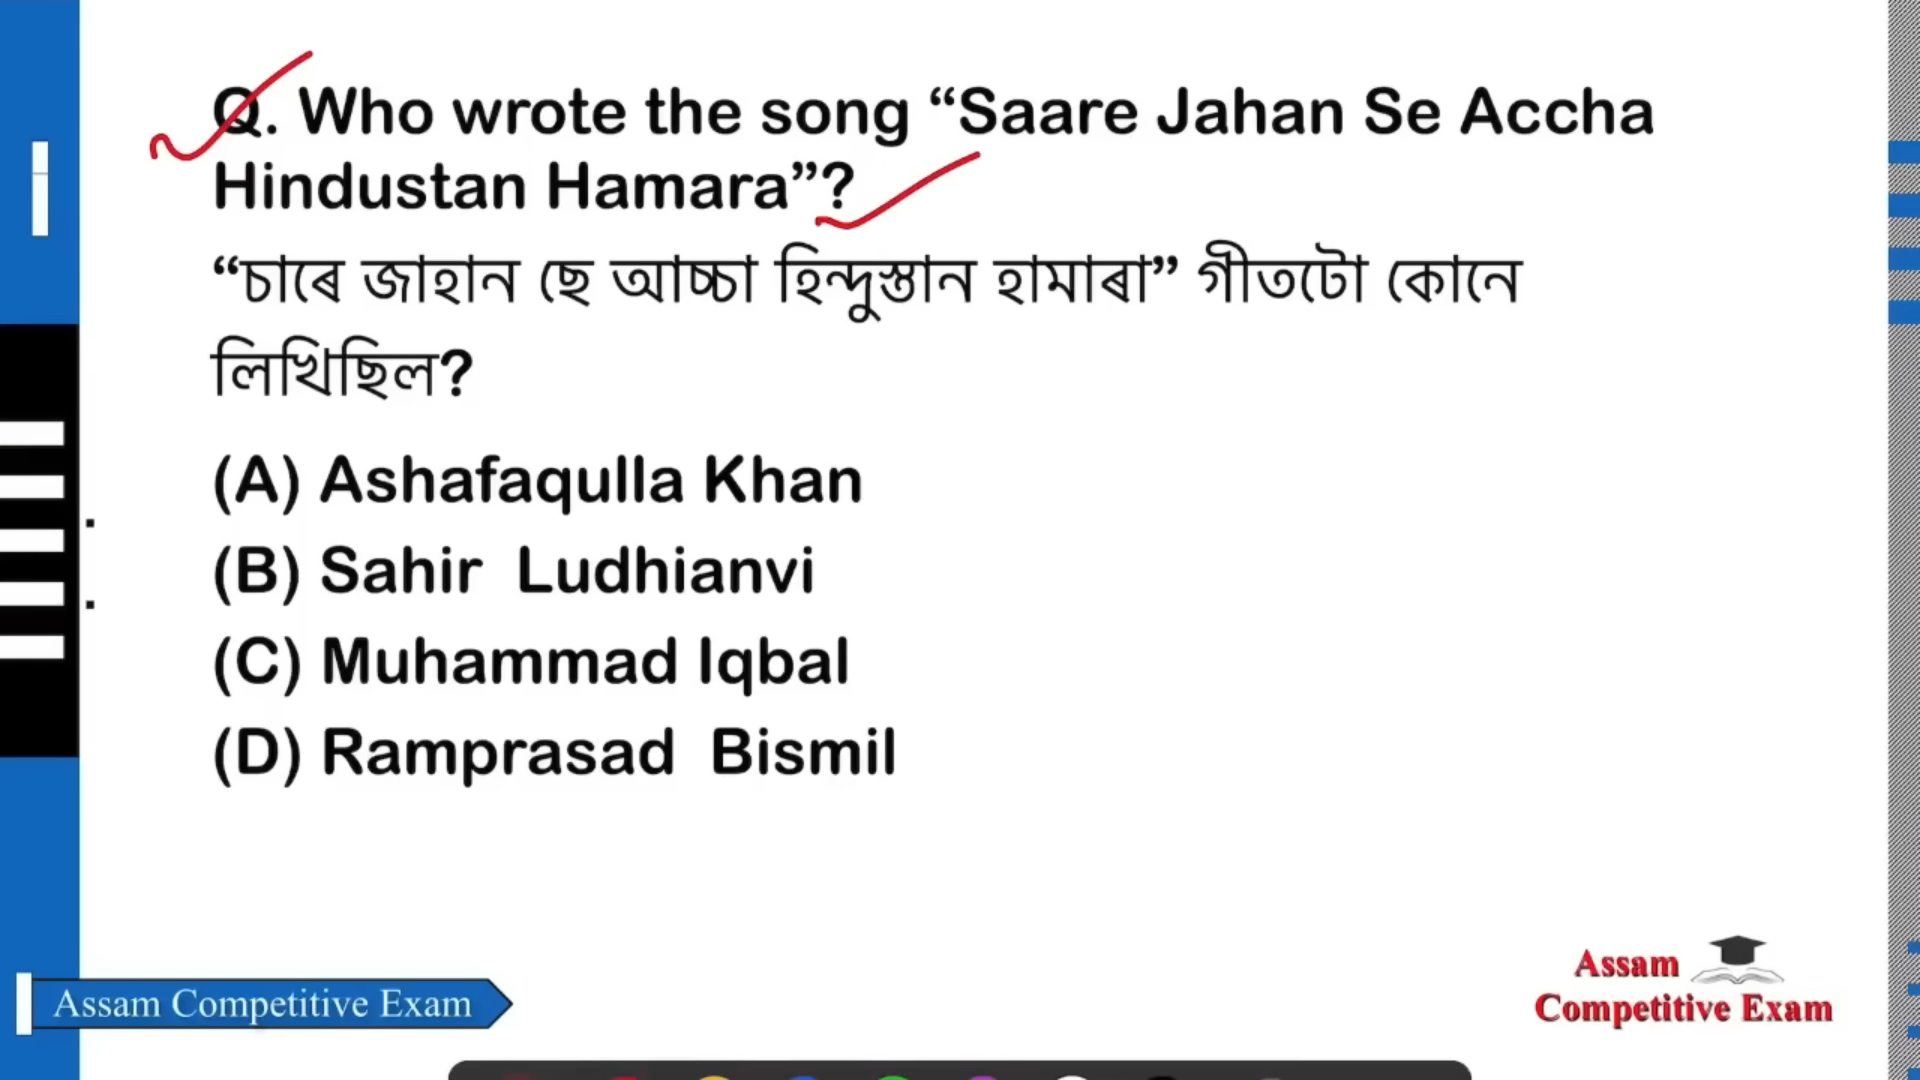 Q. Who wrote the song “Saare Jahan Se Accha
Hindustan Hamara”?
“চাৰে জাহান ছে আচ্চা হিন্দুস্তান হামাৰা” গীতটো কোনে
লিখিছিল?
(A) Ashafaqulla Khan
(B) Sahir Ludhianvi
(C) Muhammad Iqbal
(D) Ramprasad Bismil
Assam Competitive Exam
Assam
Competitive Exam